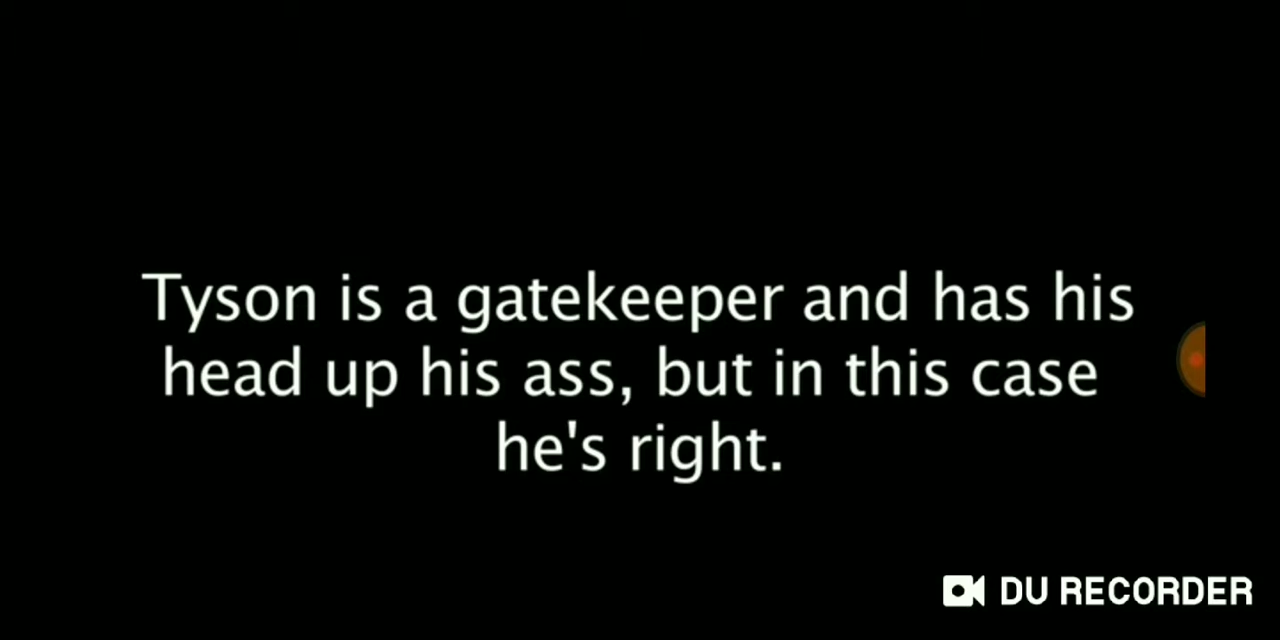 Tyson is a gatekeeper and has his
head up his ass, but in this case
he's right.
DU RECORDER